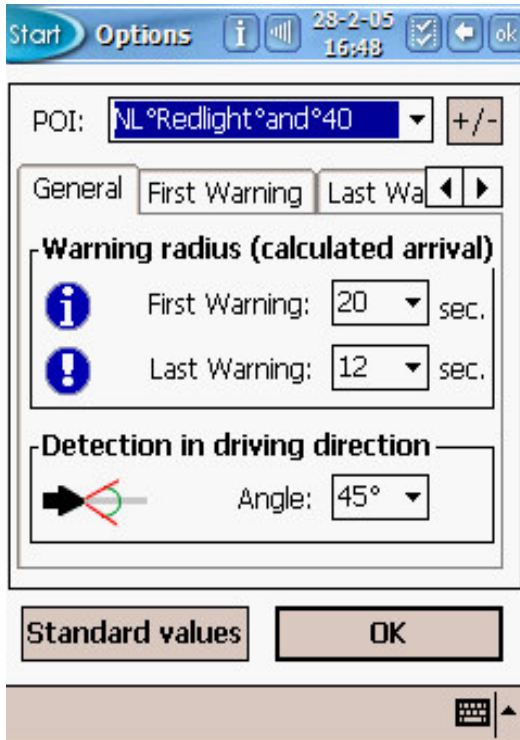 Start Options 28-2-05
16:48 ok
POI: NL°Redlight°and°40 +/-
General First Warning Last Wa
Warning radius (calculated arrival)
First Warning: 20 sec.
Last Warning: 12 sec.
Detection in driving direction
Angle: 45°
Standard values OK